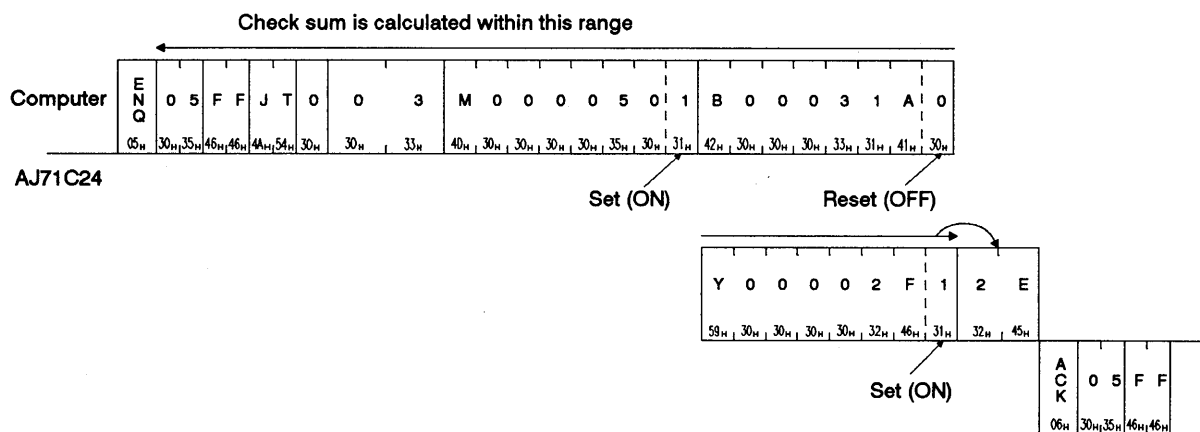 Check sum is calculated within this range
Computer
ENQ 0 5 F F J T 0 0 3 M 0 0 0 0 5 0 1 B 0 0 0 3 1 A 0
05H 30H 35H 46H 46H 4A H 54H 30H 30H 33H 4D H 30H 30H 30H 30H 35H 30H 31H 42H 30H 30H 30H 33H 31H 41H 30H
AJ71C24
Set (ON) Reset (OFF)
Y 0 0 0 0 2 F 1 2 E
59H 30H 30H 30H 30H 32H 46H 31H 32H 45H
Set (ON)
ACK 0 5 F F
06H 30H 35H 46H 46H